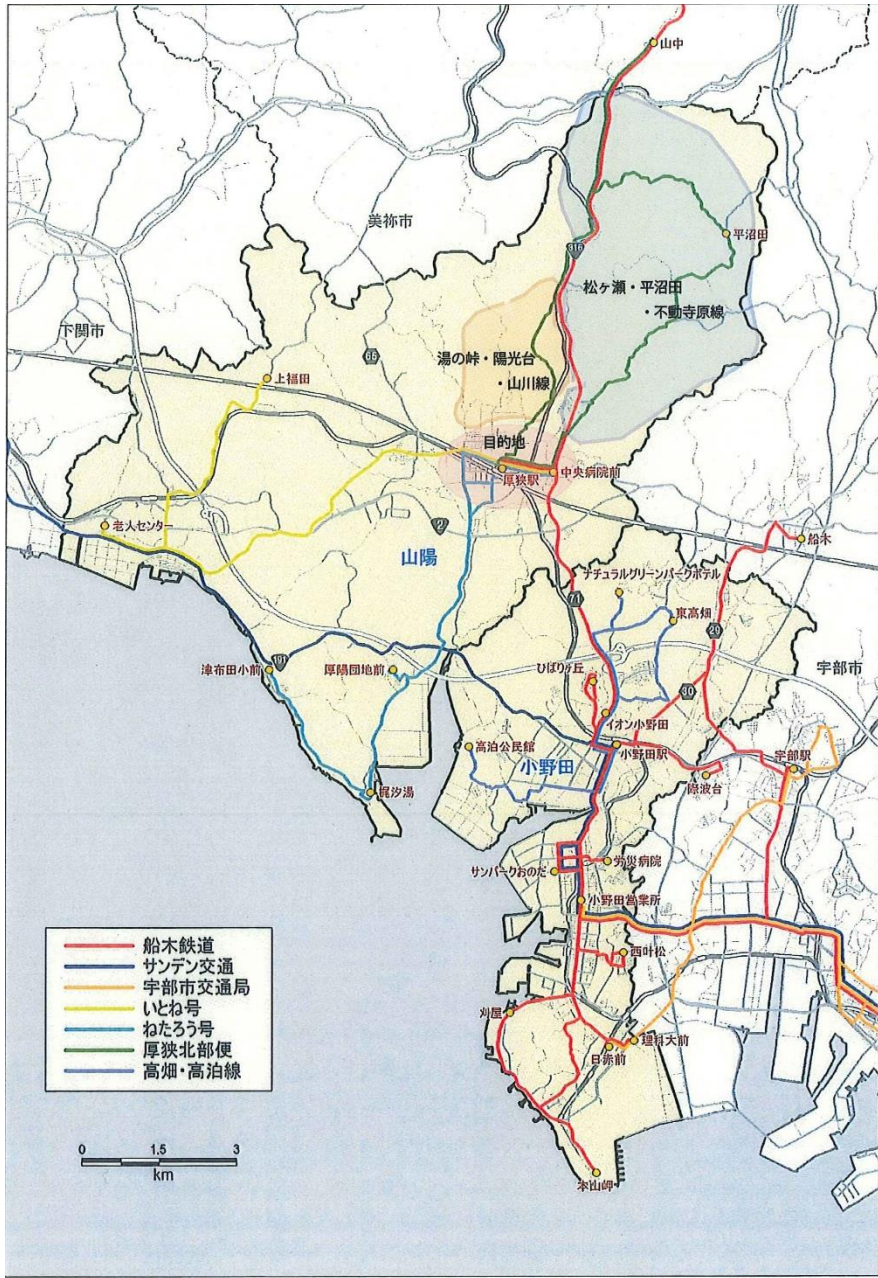 山中
美祢市
316
平沼田
松ヶ瀬・平沼田
・不動寺原線
下関市
66
湯の峠・陽光台
・山川線
上福田
目的地
厚狭駅
中央病院前
老人センター
2
船木
山陽
ナチュラルグリーンパークホテル
71
東高畑
29
津布田小前
191
厚陽団地前
ひばりヶ丘
30
宇部市
イオン小野田
高泊公民館
小野田
小野田駅
宇部駅
際波台
梶汐湯
サンパークおのだ
労災病院
小野田営業所
西叶松
刈屋
理科大前
日赤前
本山岬
船木鉄道
サンデン交通
宇部市交通局
いとね号
ねたろう号
厚狭北部便
高畑・高泊線
0 1.5 3
km